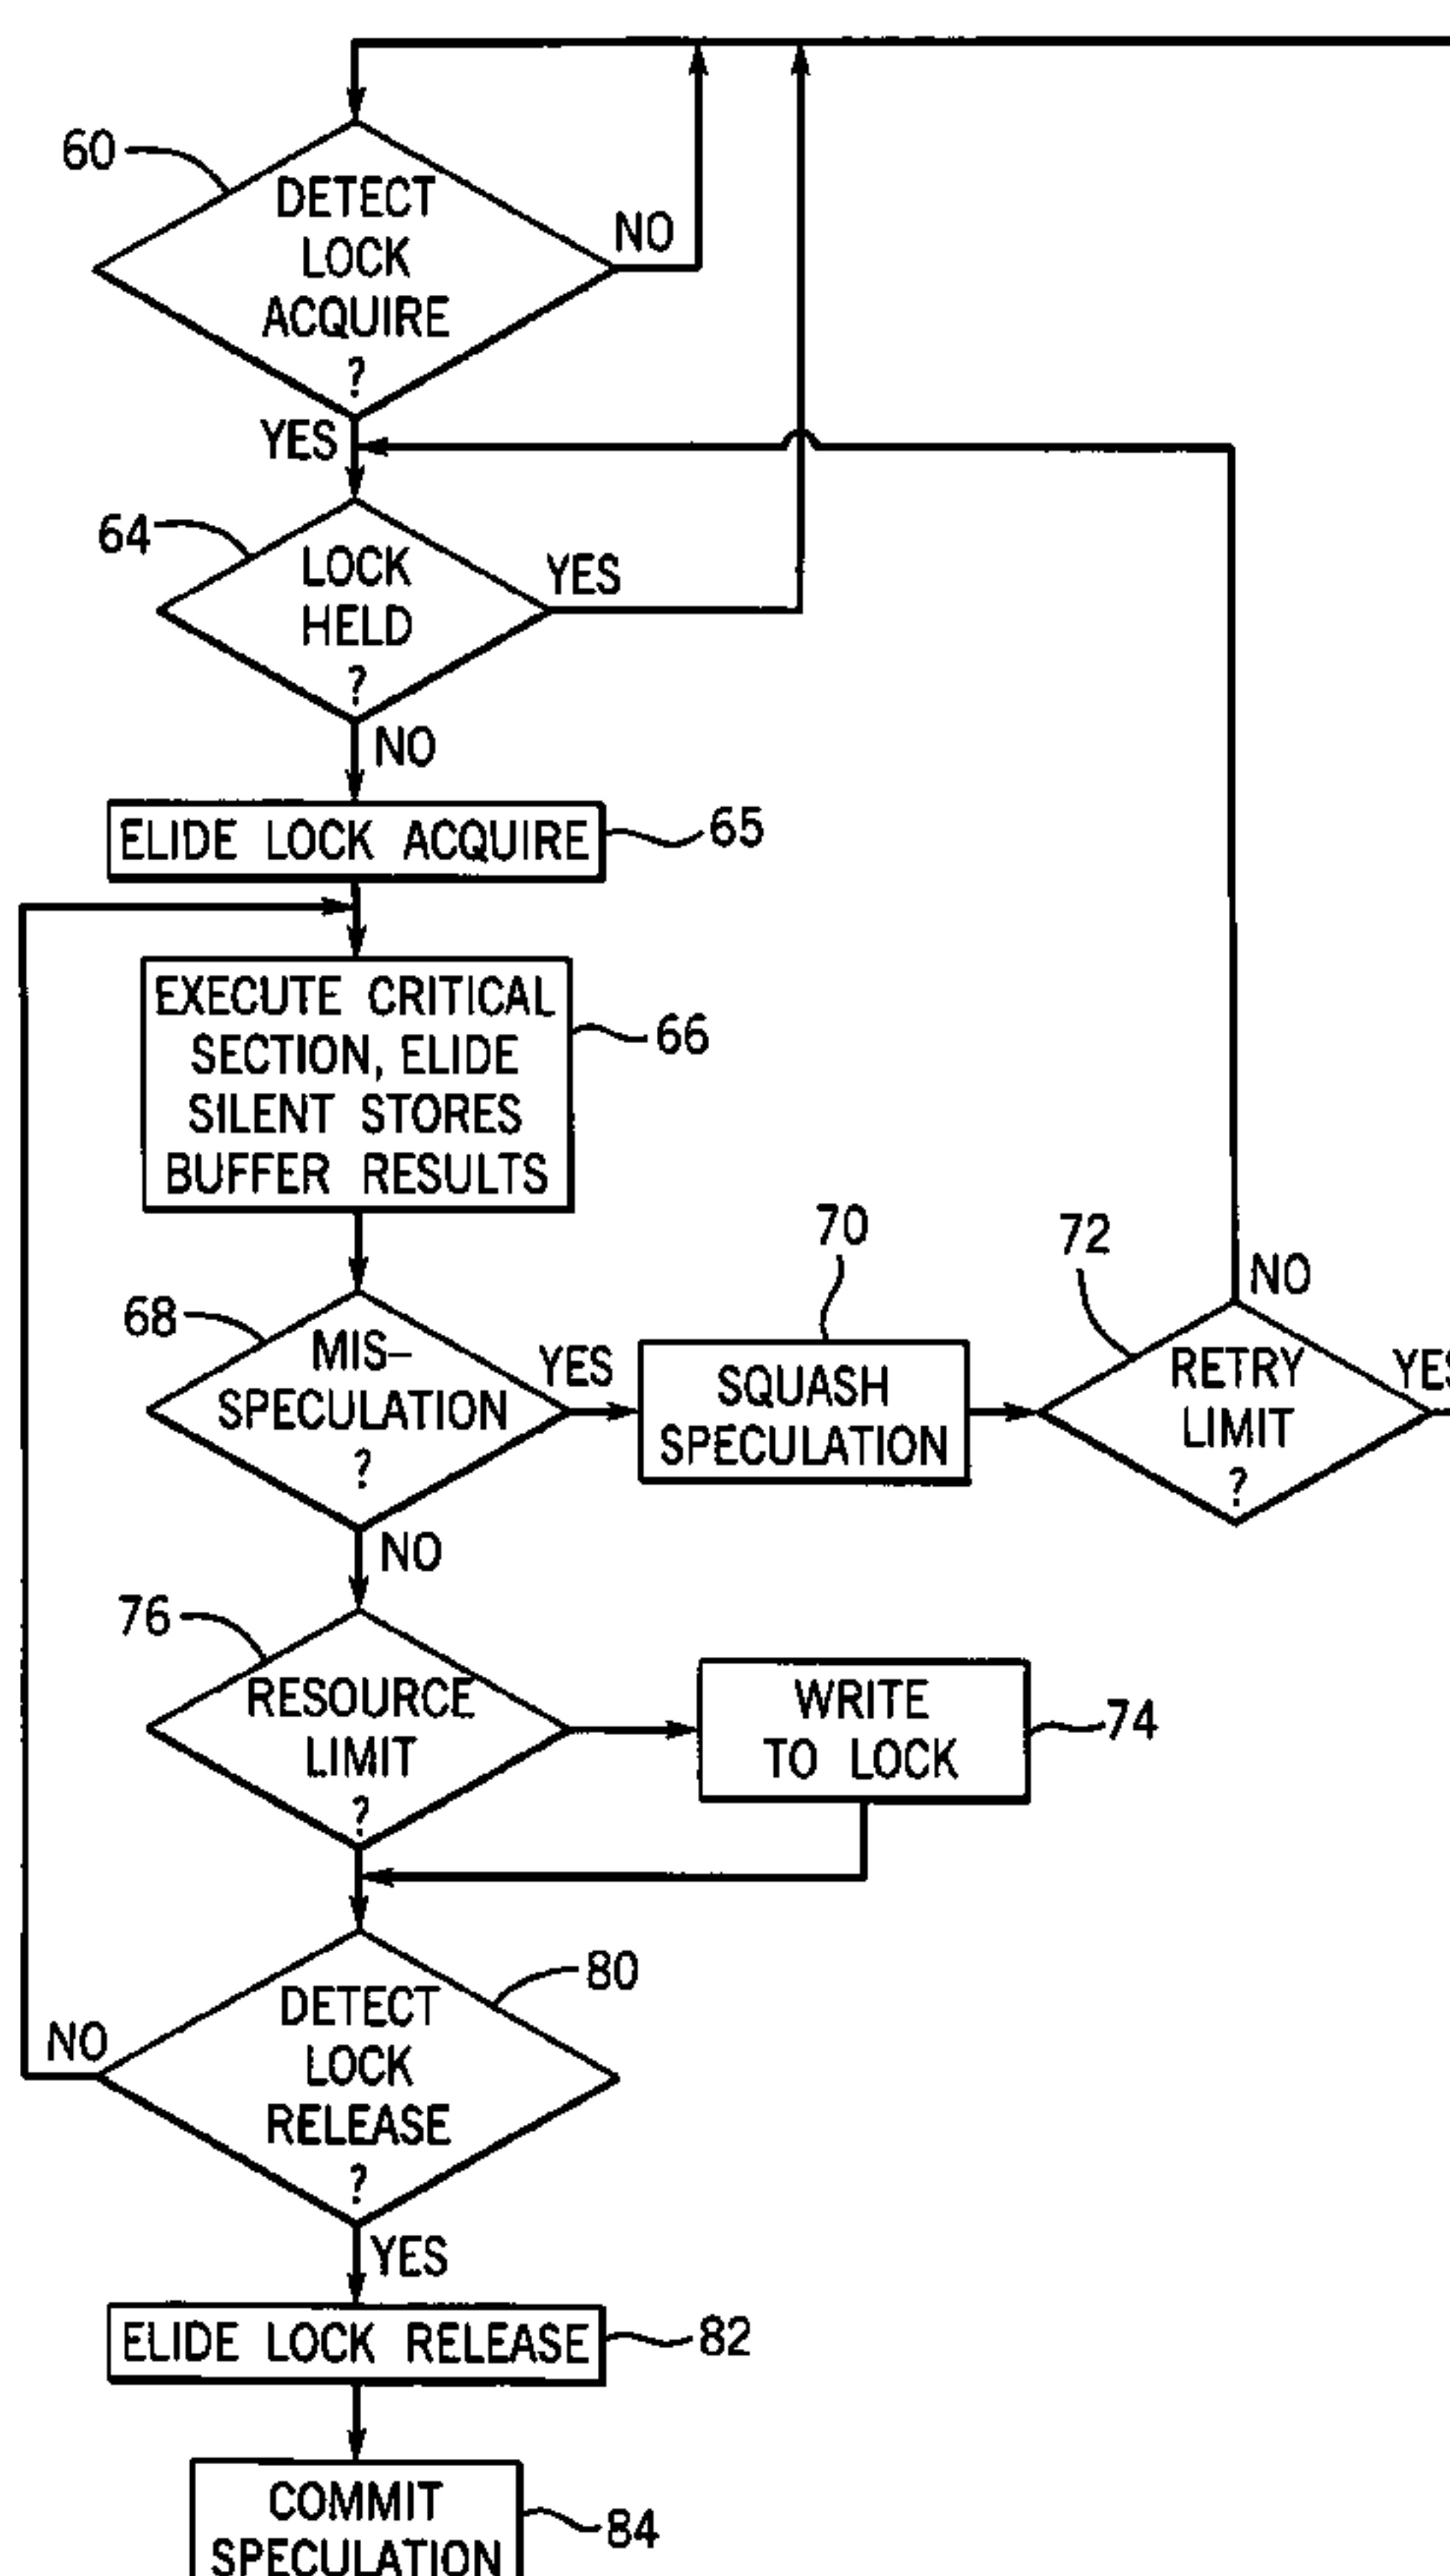 60
DETECT
LOCK
ACQUIRE
?
NO
YES
64
LOCK
HELD
?
YES
NO
ELIDE LOCK ACQUIRE
65
EXECUTE CRITICAL
SECTION, ELIDE
SILENT STORES
BUFFER RESULTS
66
68
MIS–
SPECULATION
?
YES
NO
70
SQUASH
SPECULATION
72
RETRY
LIMIT
?
NO
YES
76
RESOURCE
LIMIT
?
WRITE
TO LOCK
74
80
DETECT
LOCK
RELEASE
?
NO
YES
ELIDE LOCK RELEASE
82
COMMIT
SPECULATION
84